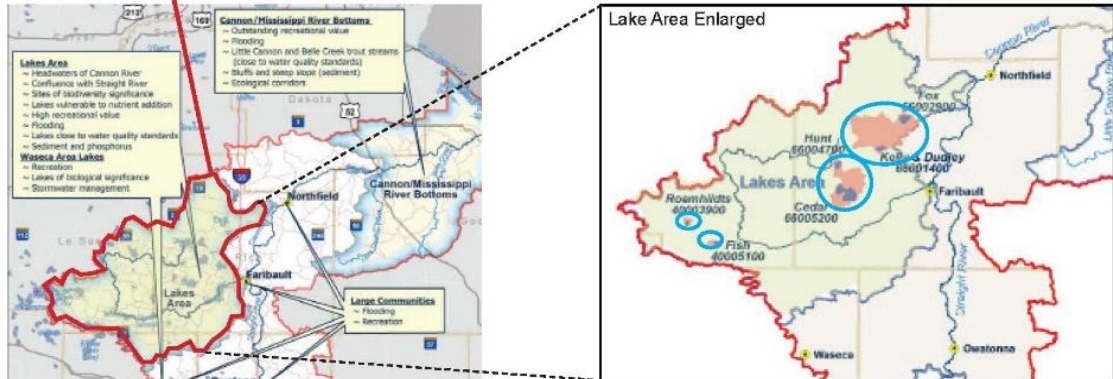 212
169
Cannon/Mississippi River Bottoms
~ Outstanding recreational value
~ Flooding
~ Little Cannon and Belle Creek trout streams
(close to water quality standards)
~ Bluffs and steep slope (sediment)
~ Ecological corridors
Lakes Area
~ Headwaters of Cannon River
~ Confluence with Straight River
~ Sites of biodiversity significance
~ Lakes vulnerable to nutrient addition
~ High recreational value
~ Flooding
~ Lakes close to water quality standards
~ Sediment and phosphorus
Waseca Area Lakes
~ Recreation
~ Lakes of biological significance
~ Stormwater management
Dakota
52
3
35
Cannon/Mississippi
River Bottoms
Northfield
Le Sueur
Lakes
Area
Faribault
Large Communities
~ Flooding
~ Recreation
Lake Area Enlarged
Cannon River
Northfield
Fox
66002900
Hunt
66004700
Kelly & Dudley
66001400
Lakes Area
Faribault
Roemhildts
40003900
Cedar
66005200
Fish
40005100
Straight River
Waseca
Owatonna